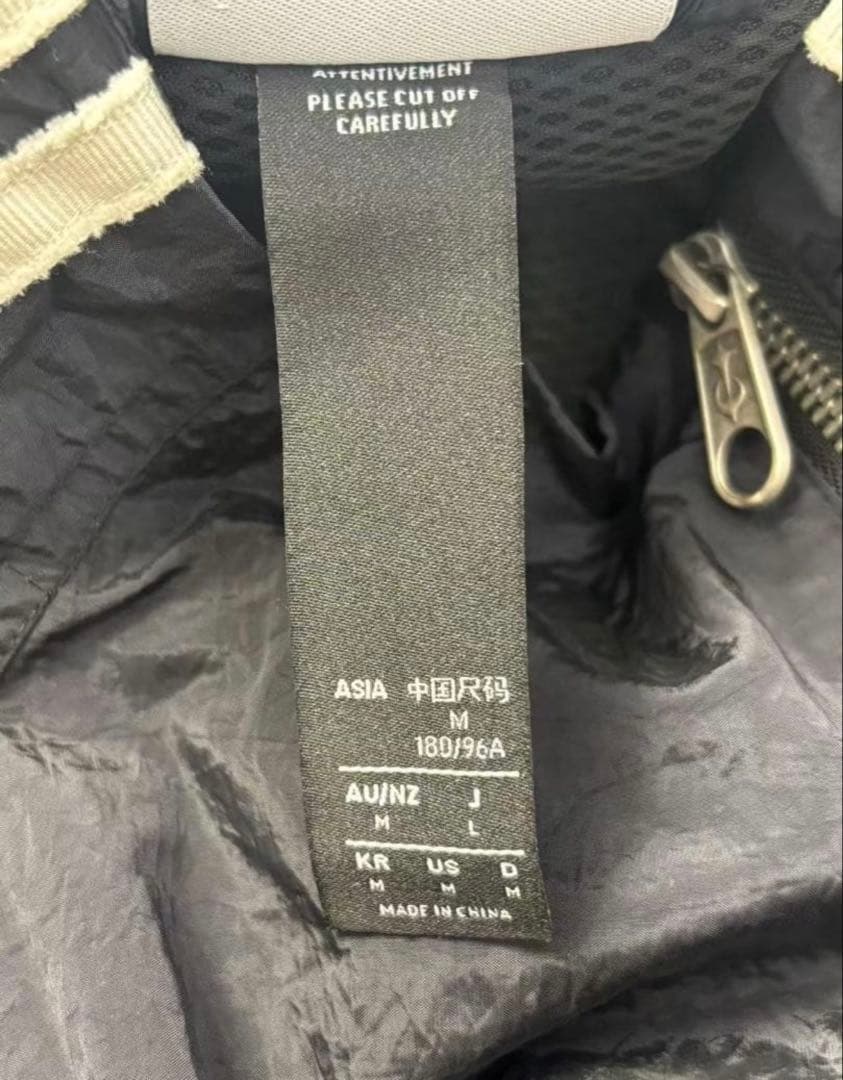 ATTENTIVEMENT
PLEASE CUT OFF
CAREFULLY
ASIA 中国尺码
M
180/96A
AU/NZ J
M L
KR US D
M M M
MADE IN CHINA